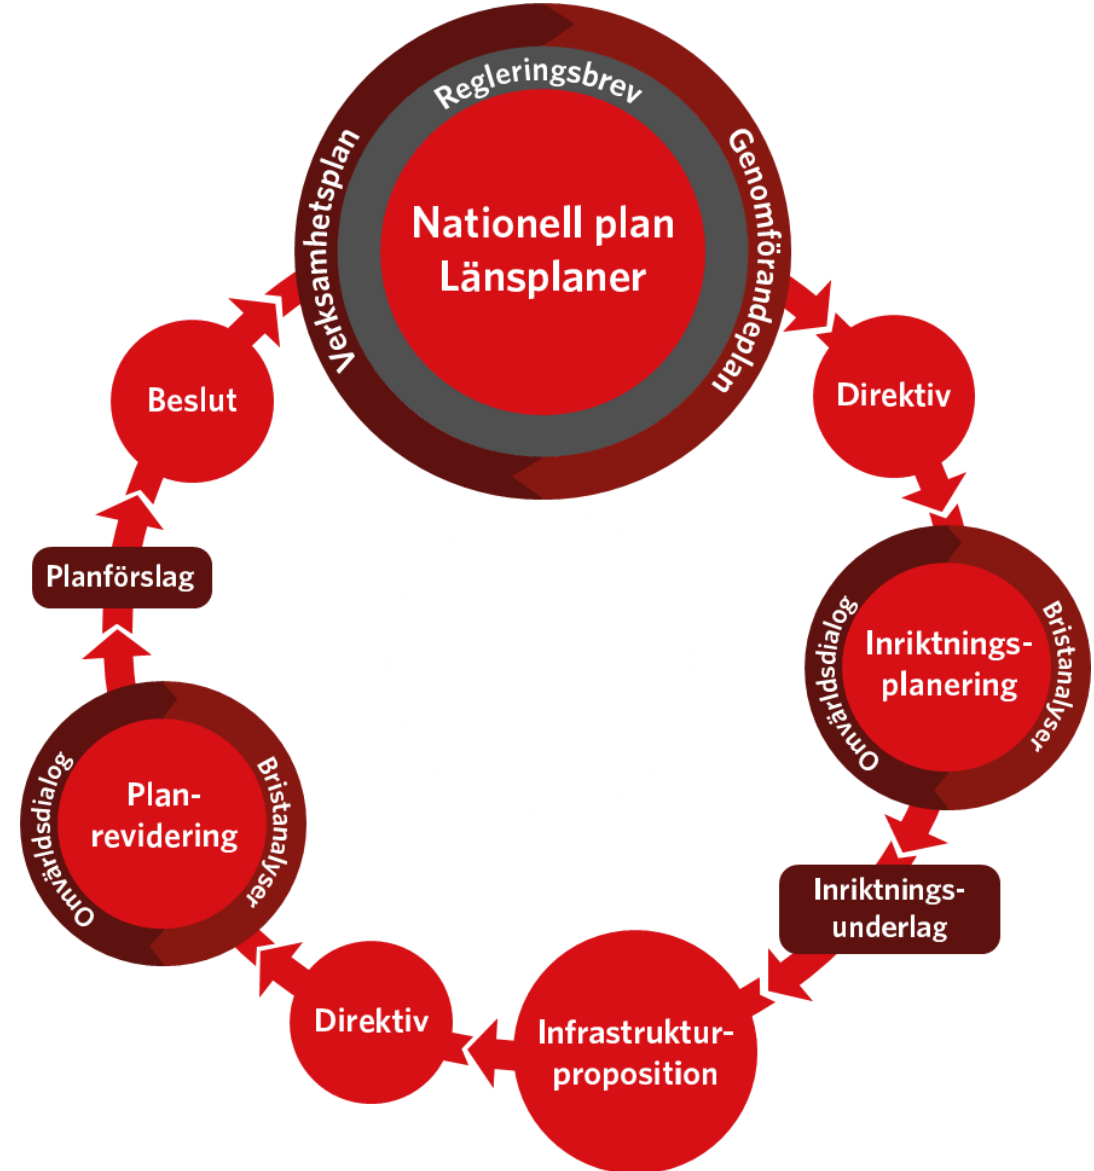 Regleringsbrev
Verksamhetsplan
Genomförandeplan
Nationell plan
Länsplaner
Direktiv
Omvärldsdialog
Bristanalyser
Inriktnings-
planering
Inriktnings-
underlag
Infrastruktur-
proposition
Direktiv
Omvärldsdialog
Bristanalyser
Plan-
revidering
Planförslag
Beslut